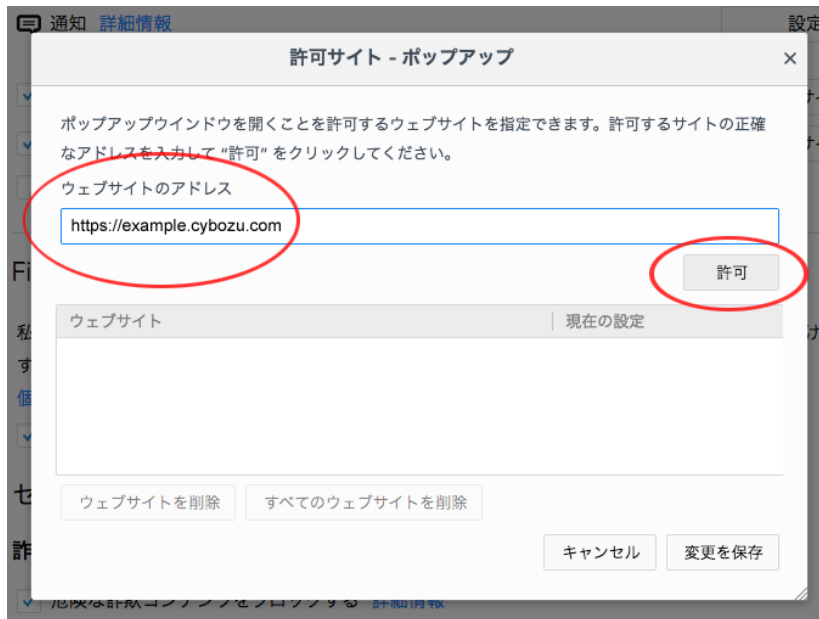 通知 詳細情報
設定
許可サイト - ポップアップ
ポップアップウインドウを開くことを許可するウェブサイトを指定できます。許可するサイトの正確
なアドレスを入力して “許可” をクリックしてください。
ウェブサイトのアドレス
https://example.cybozu.com
許可
Fi
ウェブサイト 現在の設定
私
す
個
ウェブサイトを削除 すべてのウェブサイトを削除
セ
キャンセル 変更を保存
詐
危険な詐欺コンテンツをブロックする 詳細情報